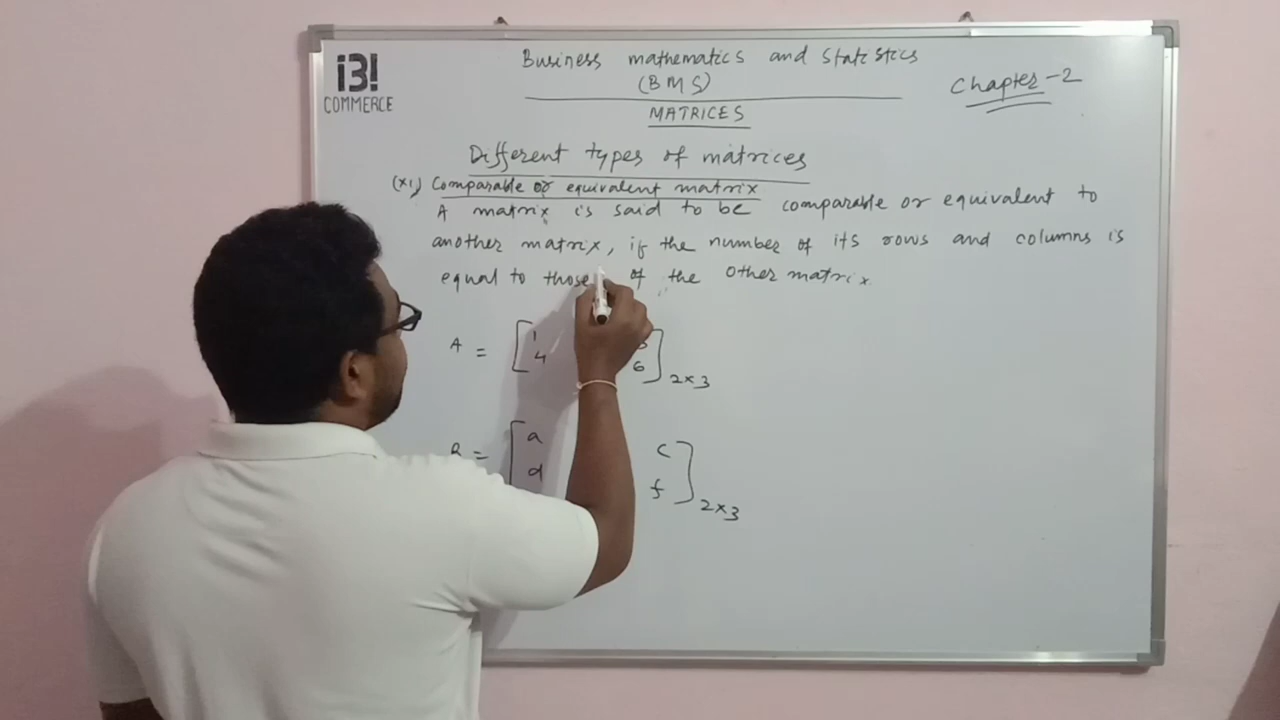 i3!
COMMERCE
Business mathematics and Statistics
(BMS)
Chapter-2
MATRICES
Different types of matrices
(xi) Comparable or equivalent matrix
A matrix is said to be comparable or equivalent to
another matrix, if the number of its rows and columns is
equal to those of the other matrix.
A = [ 1
4 6 ] 2×3
= [ a c
d f ] 2×3